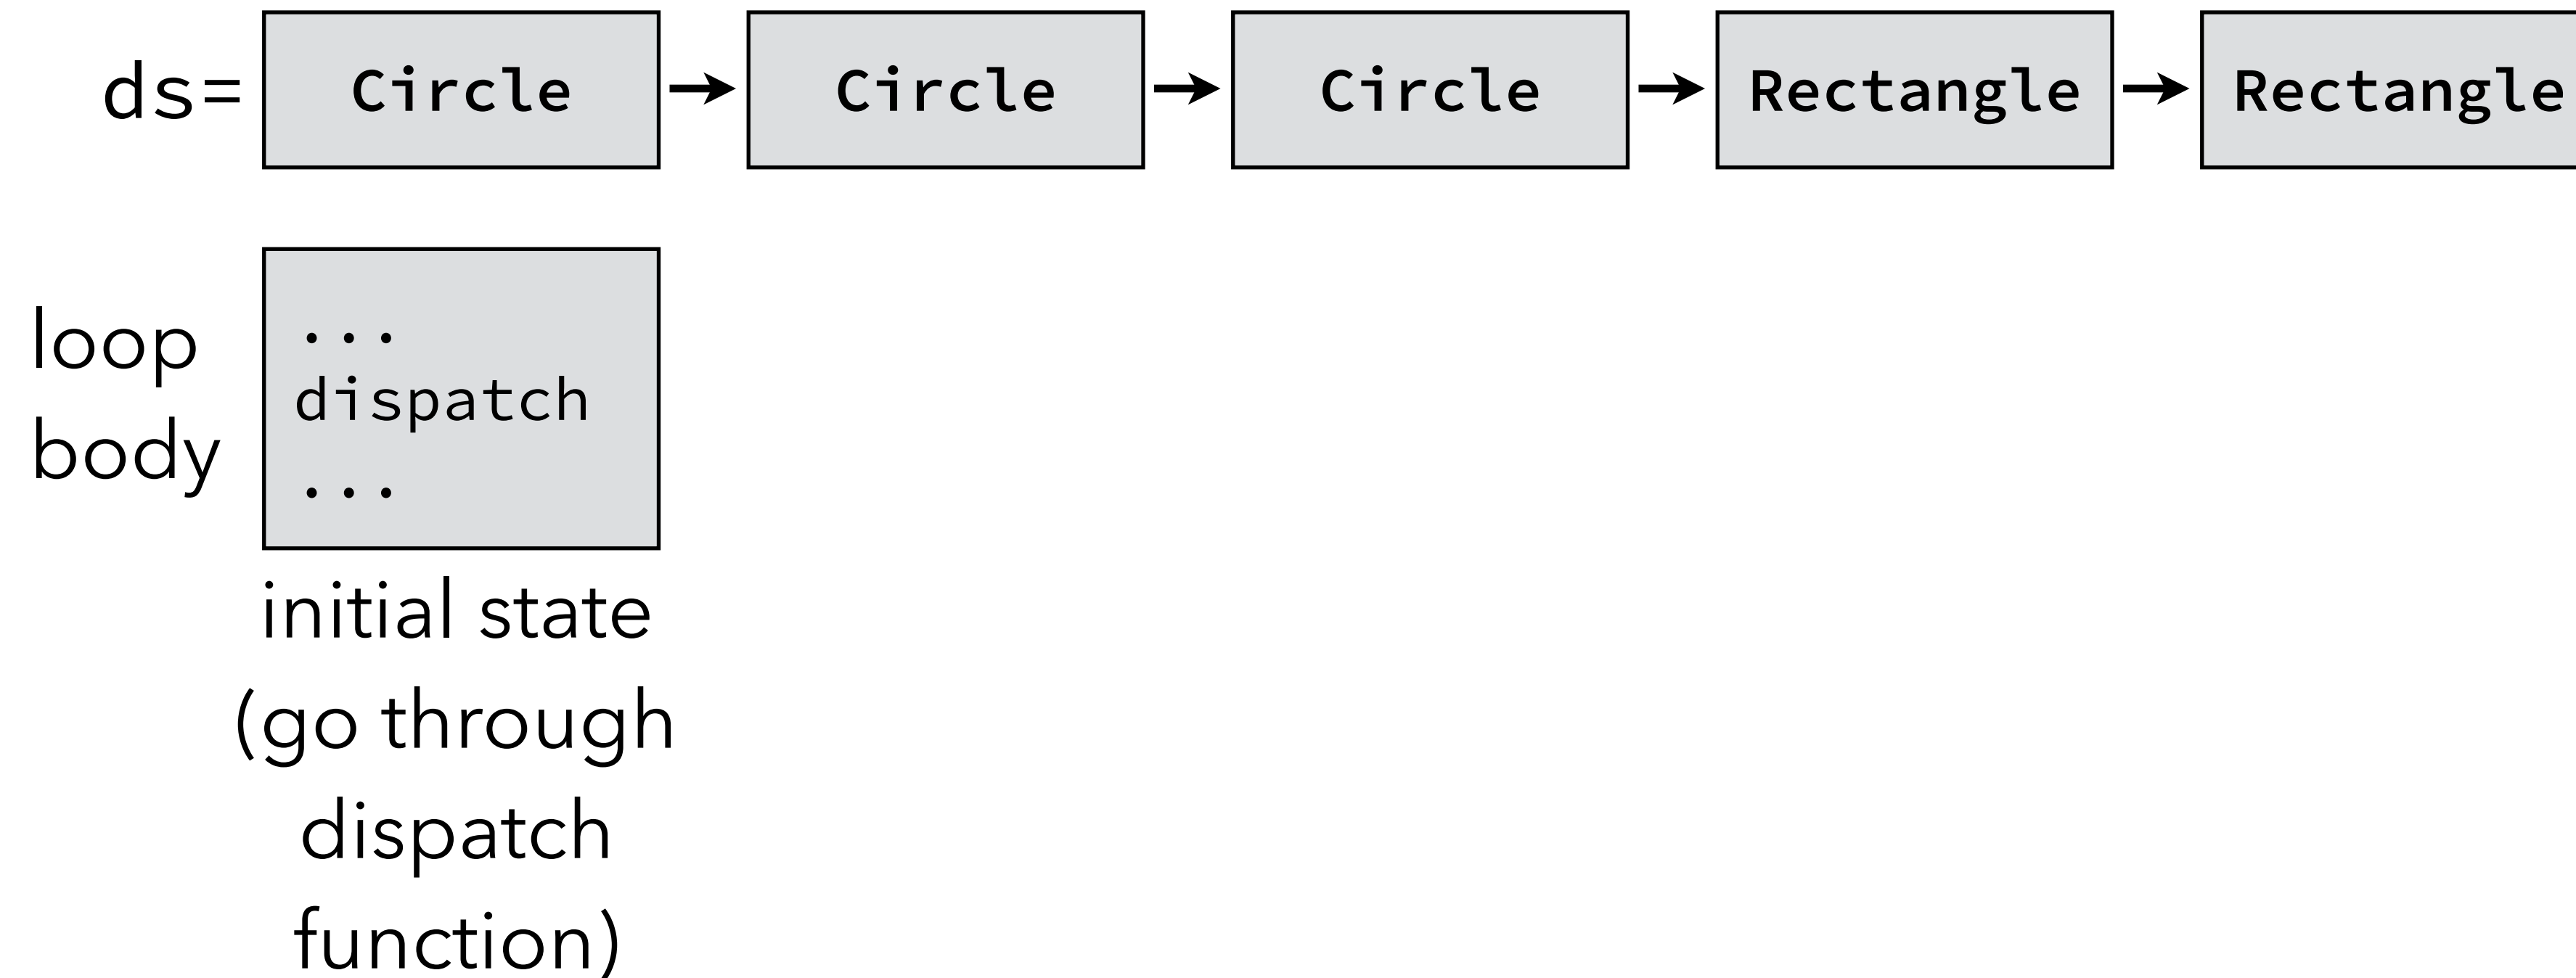 ds= Circle Circle Circle Rectangle Rectangle
loop
body
...
dispatch
...
initial state
(go through
dispatch
function)